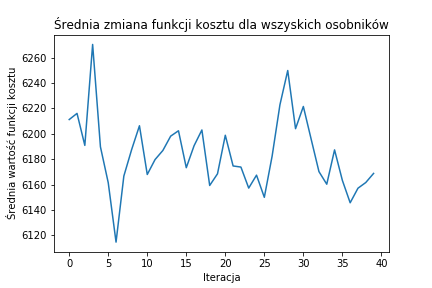 Średnia zmiana funkcji kosztu dla wszyskich osobników
Średnia wartość funkcji kosztu
6260
6240
6220
6200
6180
6160
6140
6120
0 5 10 15 20 25 30 35 40
Iteracja